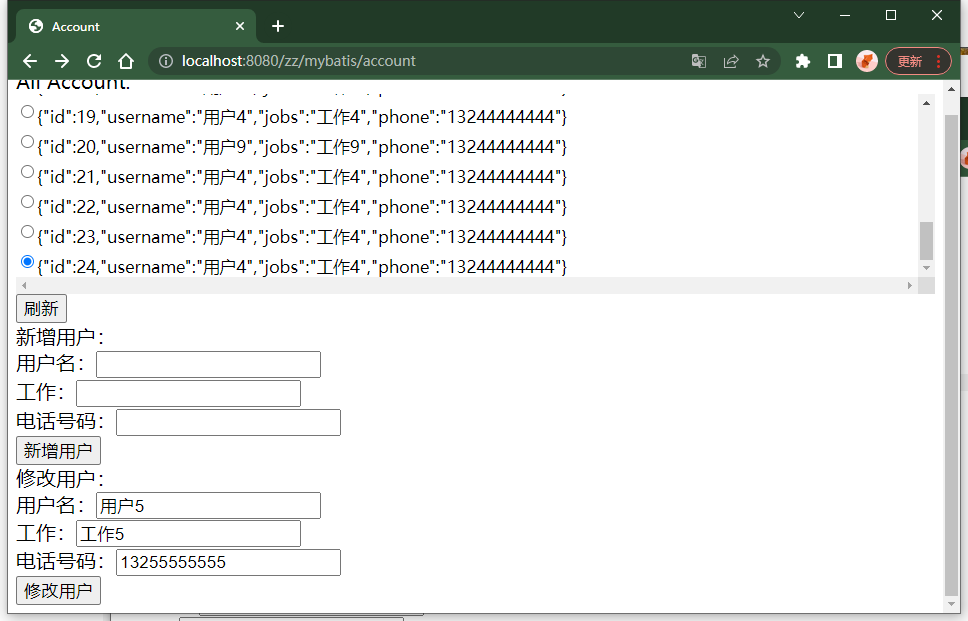 Account
localhost:8080/zz/mybatis/account
更新
All Account:
{"id":19,"username":"用户4","jobs":"工作4","phone":"13244444444"}
{"id":20,"username":"用户9","jobs":"工作9","phone":"13244444444"}
{"id":21,"username":"用户4","jobs":"工作4","phone":"13244444444"}
{"id":22,"username":"用户4","jobs":"工作4","phone":"13244444444"}
{"id":23,"username":"用户4","jobs":"工作4","phone":"13244444444"}
{"id":24,"username":"用户4","jobs":"工作4","phone":"13244444444"}
刷新
新增用户：
用户名：
工作：
电话号码：
新增用户
修改用户：
用户名：用户5
工作：工作5
电话号码：13255555555
修改用户